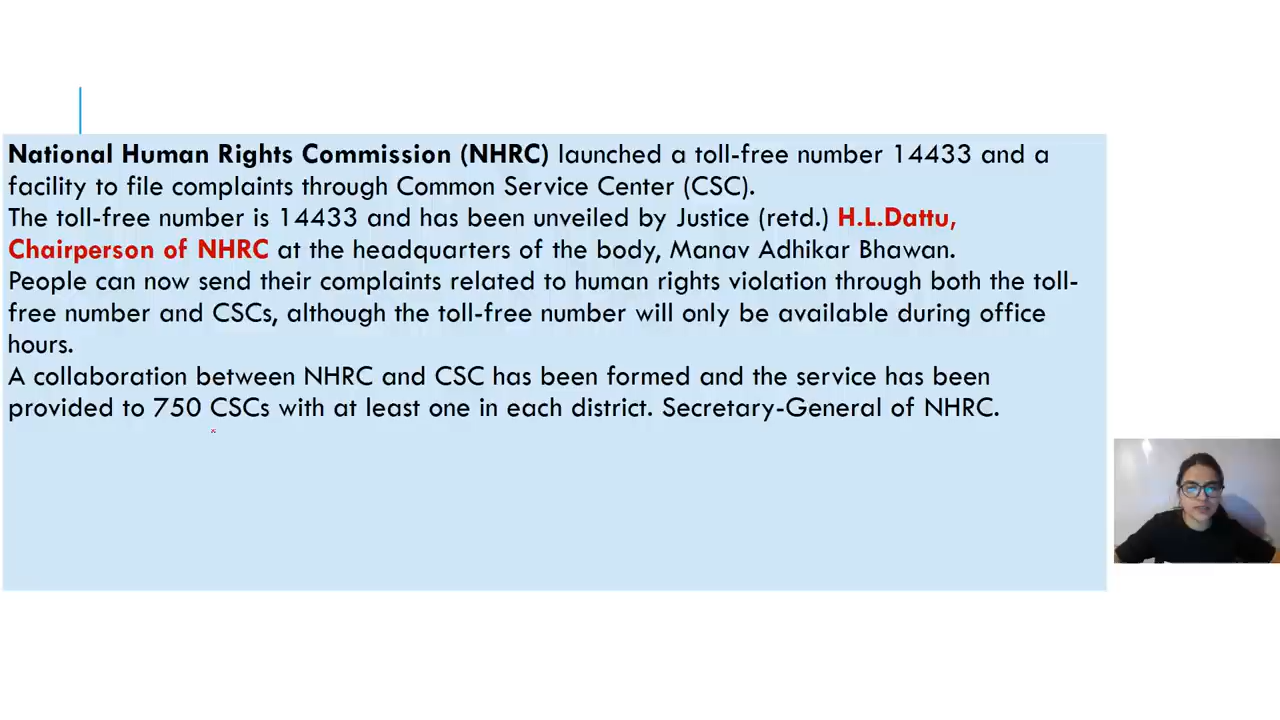 National Human Rights Commission (NHRC) launched a toll-free number 14433 and a
facility to file complaints through Common Service Center (CSC).
The toll-free number is 14433 and has been unveiled by Justice (retd.) H.L.Dattu,
Chairperson of NHRC at the headquarters of the body, Manav Adhikar Bhawan.
People can now send their complaints related to human rights violation through both the toll-
free number and CSCs, although the toll-free number will only be available during office
hours.
A collaboration between NHRC and CSC has been formed and the service has been
provided to 750 CSCs with at least one in each district. Secretary-General of NHRC.